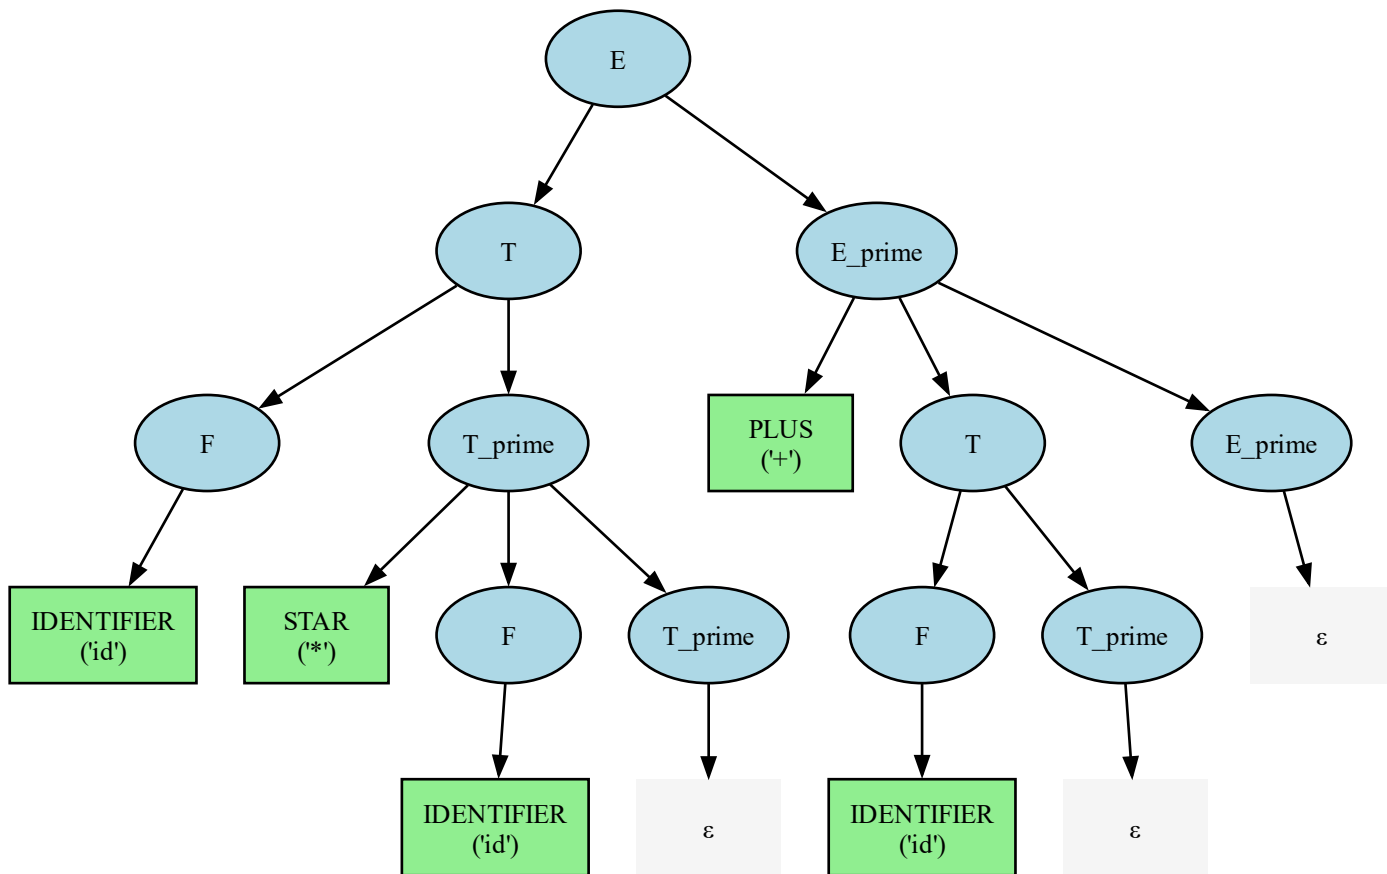 E
T
E_prime
F
T_prime
PLUS
('+')
T
E_prime
IDENTIFIER
('id')
STAR
('*')
F
T_prime
F
T_prime
ε
IDENTIFIER
('id')
ε
IDENTIFIER
('id')
ε